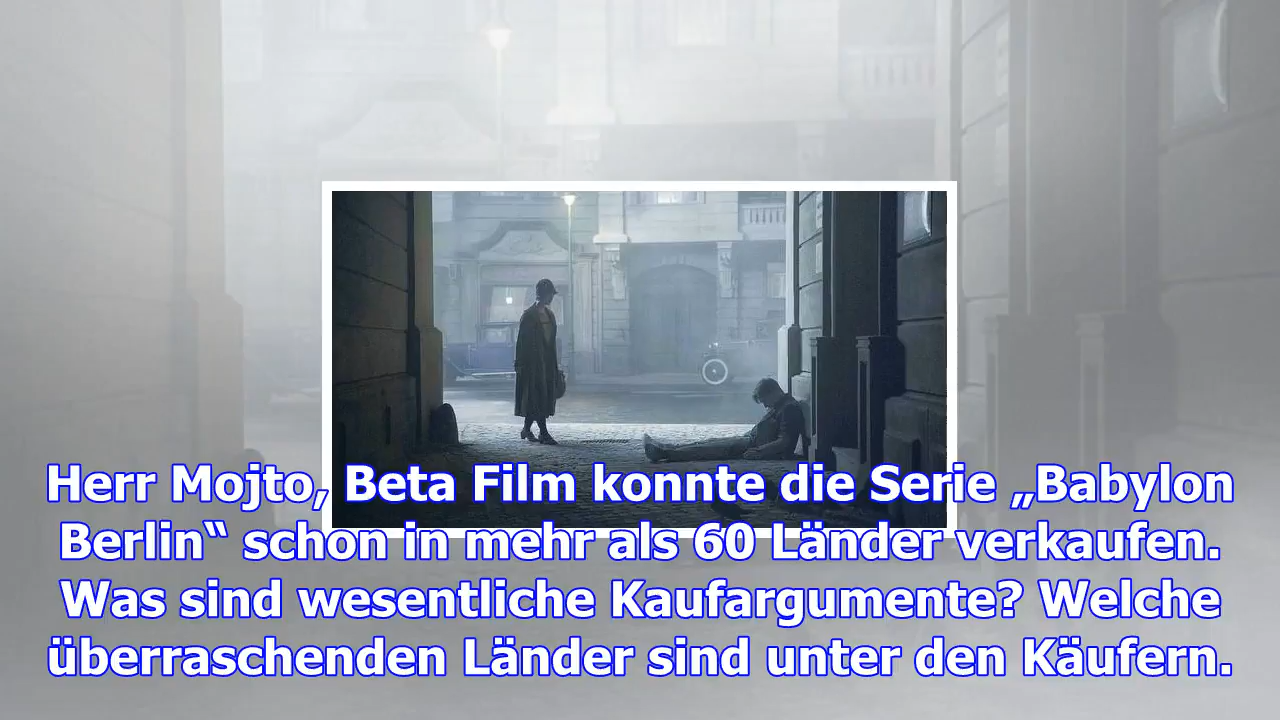 Herr Mojto, Beta Film konnte die Serie „Babylon
Berlin“ schon in mehr als 60 Länder verkaufen.
Was sind wesentliche Kaufargumente? Welche
überraschenden Länder sind unter den Käufern.